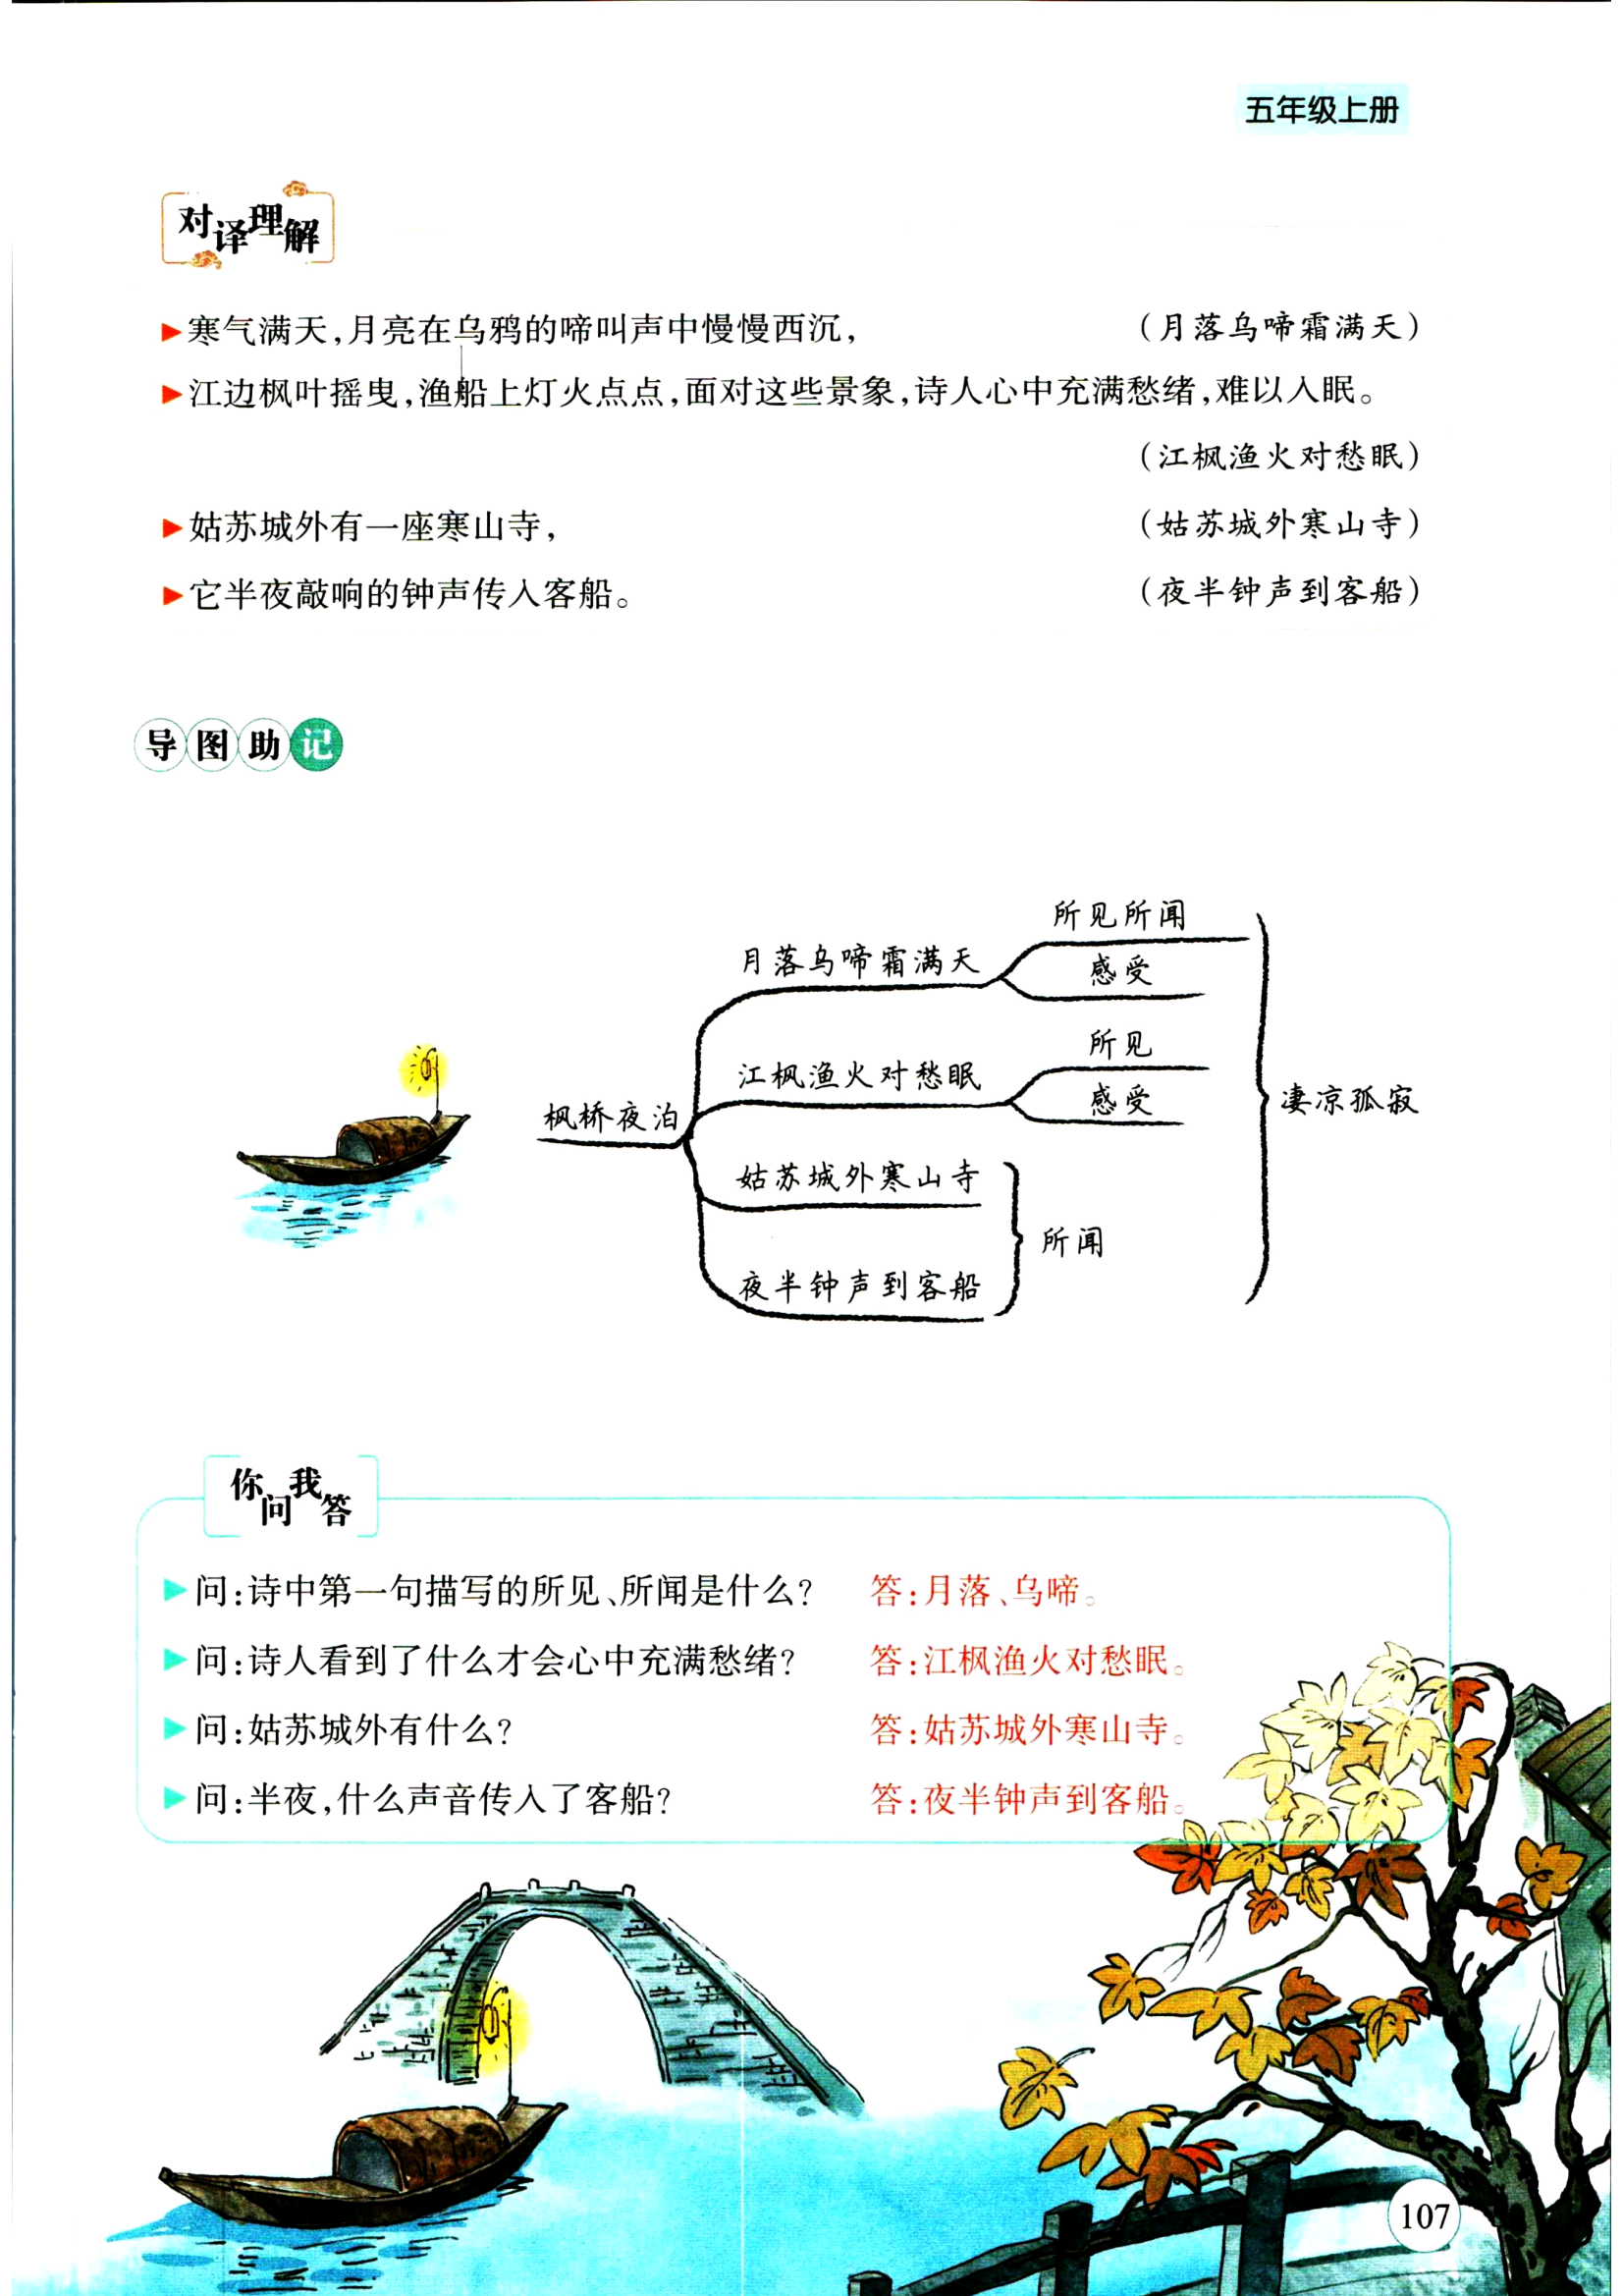 五年级上册
对译理解
寒气满天,月亮在乌鸦的啼叫声中慢慢西沉,
(月落乌啼霜满天)
江边枫叶摇曳,渔船上灯火点点,面对这些景象,诗人心中充满愁绪,难以入眠。
(江枫渔火对愁眠)
姑苏城外有一座寒山寺,
(姑苏城外寒山寺)
它半夜敲响的钟声传入客船。
(夜半钟声到客船)
导图助记
枫桥夜泊
月落乌啼霜满天
所见所闻
感受
江枫渔火对愁眠
所见
感受
姑苏城外寒山寺
夜半钟声到客船
所闻
凄凉孤寂
你问我答
问:诗中第一句描写的所见、所闻是什么?
答:月落、乌啼。
问:诗人看到了什么才会心中充满愁绪?
答:江枫渔火对愁眠。
问:姑苏城外有什么?
答:姑苏城外寒山寺。
问:半夜,什么声音传入了客船?
答:夜半钟声到客船。
107